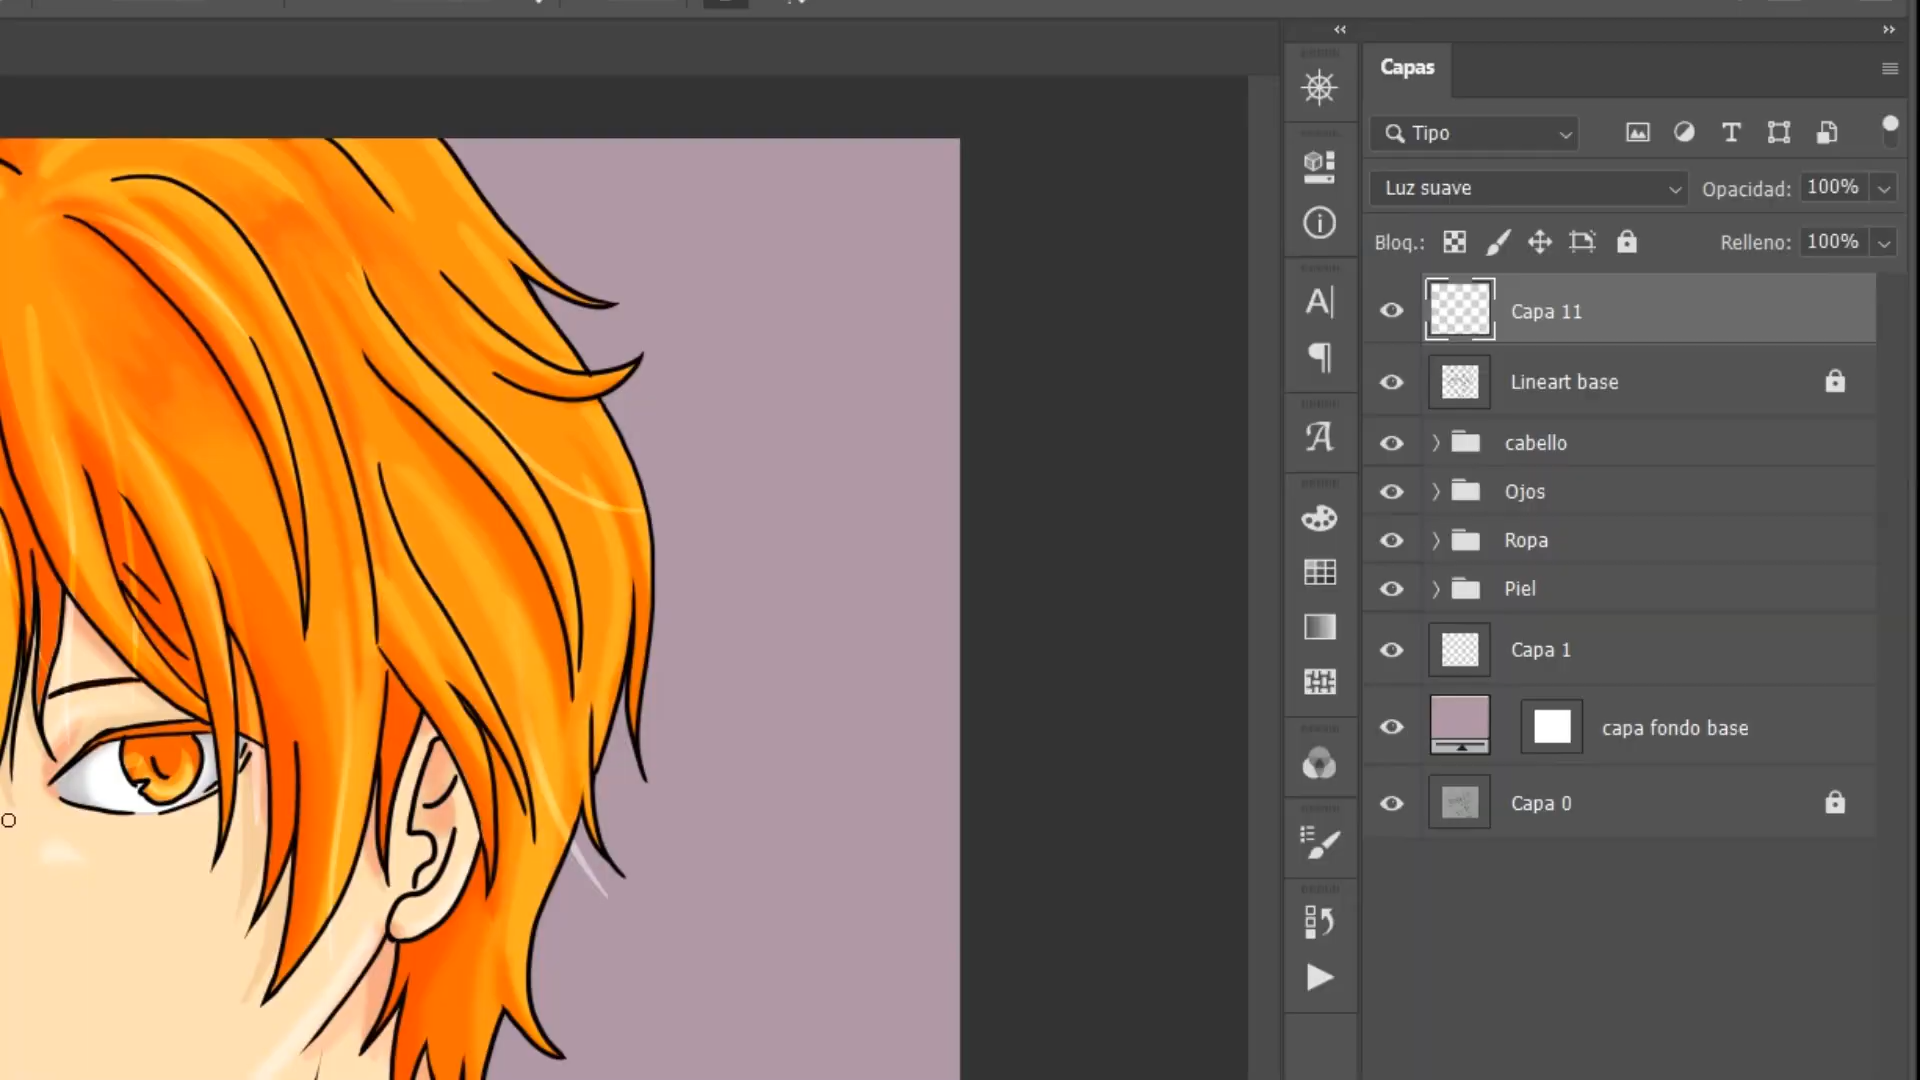 Capas
Tipo
Luz suave
Opacidad: 100%
Bloq.:
Relleno: 100%
Capa 11
Lineart base
cabello
Ojos
Ropa
Piel
Capa 1
capa fondo base
Capa 0